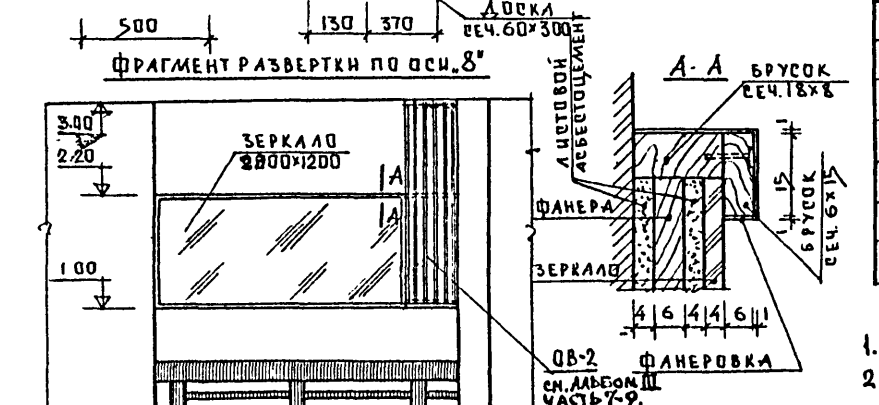 500
130 370
ДОСКА
СЕЧ.60×300
ФРАГМЕНТ РАЗВЕРТКИ ПО ОСИ „8"
3.00
2.20
ЗЕРКАЛО
2800×1200
А
А
1 00
ОВ-2
СМ. АЛЬБОМ III
ЧАСТЬ 7-9.
ЛИСТОВОЙ
АСБЕСТОЦЕМЕНТ
А-А
БРУСОК
СЕЧ.18×8
ФАНЕРА
ЗЕРКАЛО
1
15
1
БРУСОК
СЕЧ. 6×15
4 6 4 4 6 1
ФАНЕРОВКА
1.
2